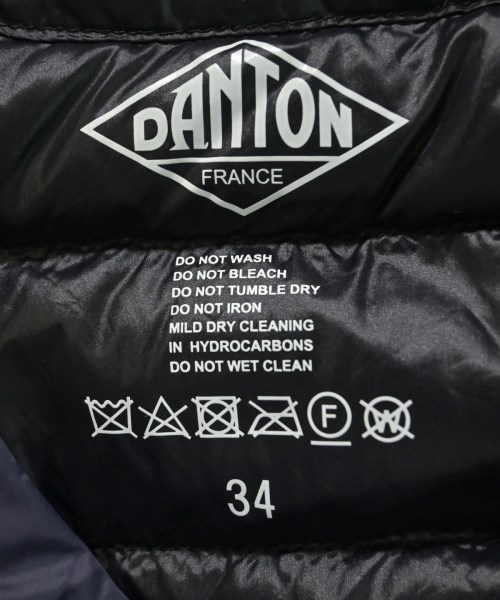 DANTON
FRANCE
DO NOT WASH
DO NOT BLEACH
DO NOT TUMBLE DRY
DO NOT IRON
MILD DRY CLEANING
IN HYDROCARBONS
DO NOT WET CLEAN
F W
34